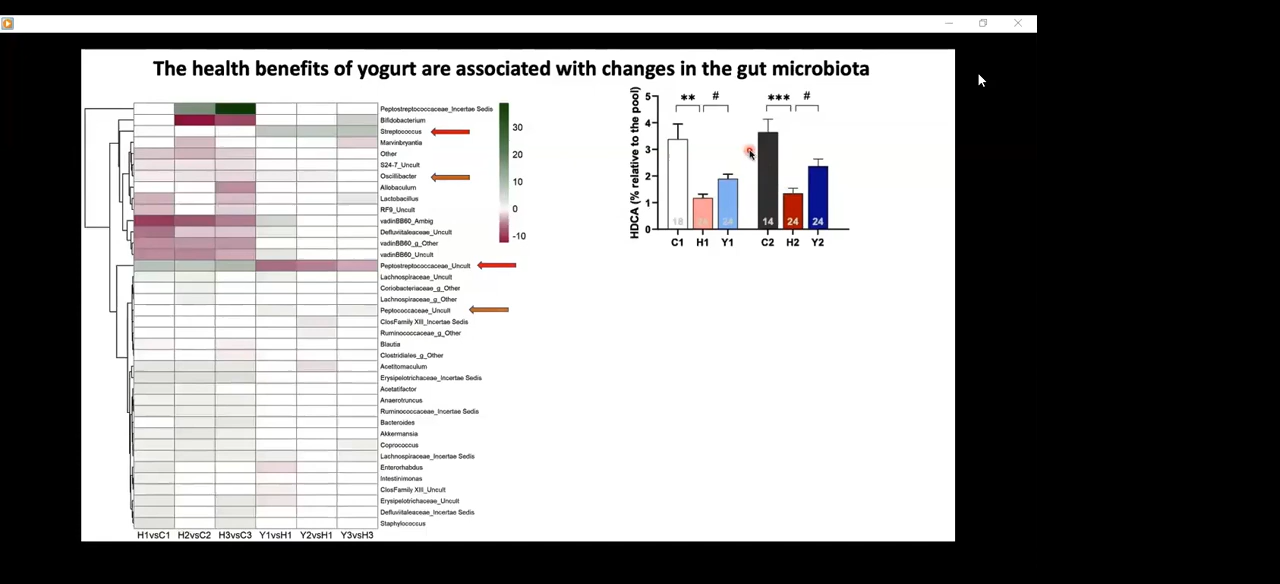 The health benefits of yogurt are associated with changes in the gut microbiota
Peptostreptococcaceae_Incertae Sedis
Bifidobacterium
Streptococcus
Marvinbryantia
Other
S24-7_Uncult
Oscillibacter
Allobaculum
Lactobacillus
RF9_Uncult
vadinBB60_Ambig
Defluviitaleaceae_Uncult
vadinBB60_g_Other
vadinBB60_Uncult
Peptostreptococcaceae_Uncult
Lachnospiraceae_Uncult
Coriobacteriaceae_g_Other
Lachnospiraceae_g_Other
Peptococcaceae_Uncult
ClosFamily XIII_Incertae Sedis
Ruminococcaceae_g_Other
Blautia
Clostridiales_g_Other
Acetitomaculum
Erysipelotrichaceae_Incertae Sedis
Acetatifactor
Anaerotruncus
Ruminococcaceae_Incertae Sedis
Bacteroides
Akkermansia
Coprococcus
Lachnospiraceae_Incertae Sedis
Enterorhabdus
Intestinimonas
ClosFamily XIII_Uncult
Erysipelotrichaceae_Uncult
Defluviitaleaceae_Incertae Sedis
Staphylococcus
H1vsC1 H2vsC2 H3vsC3 Y1vsH1 Y2vsH1 Y3vsH3
30
20
10
0
-10
HDCA (% relative to the pool)
5
4
3
2
1
0
** # *** #
18 24 14 24 24
C1 H1 Y1 C2 H2 Y2